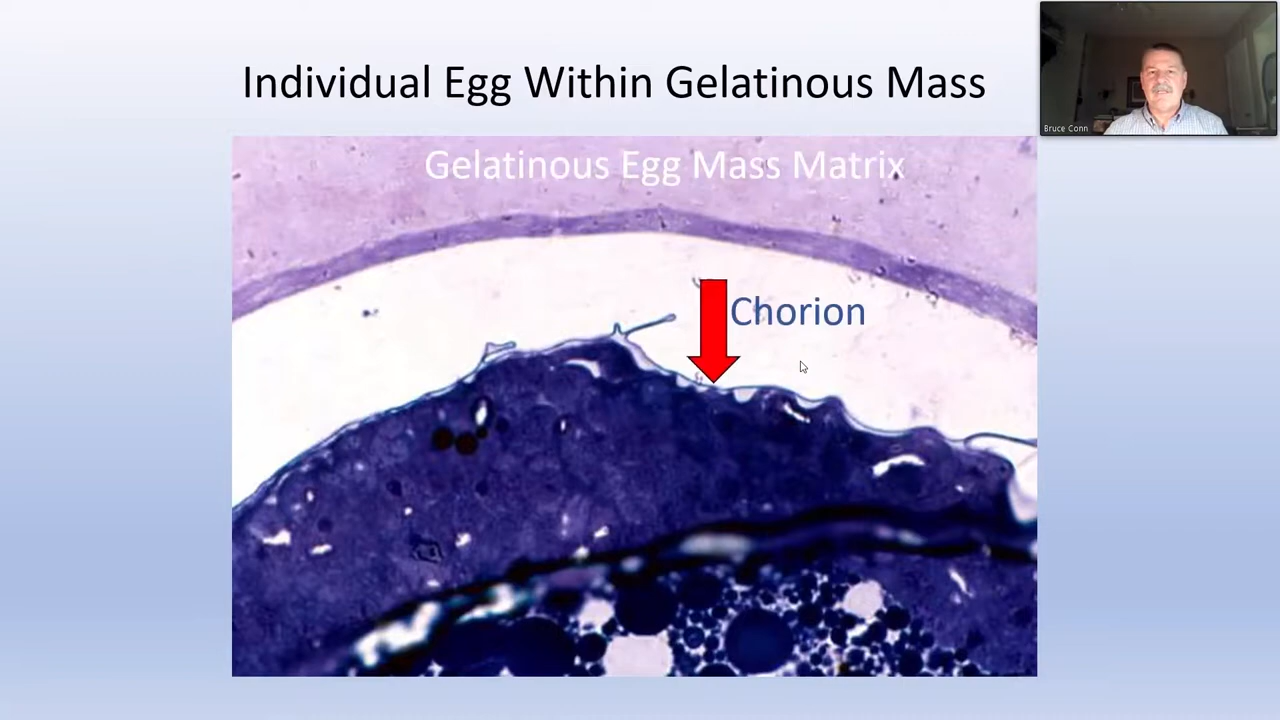 Individual Egg Within Gelatinous Mass
Bruce Conn
Gelatinous Egg Mass Matrix
Chorion